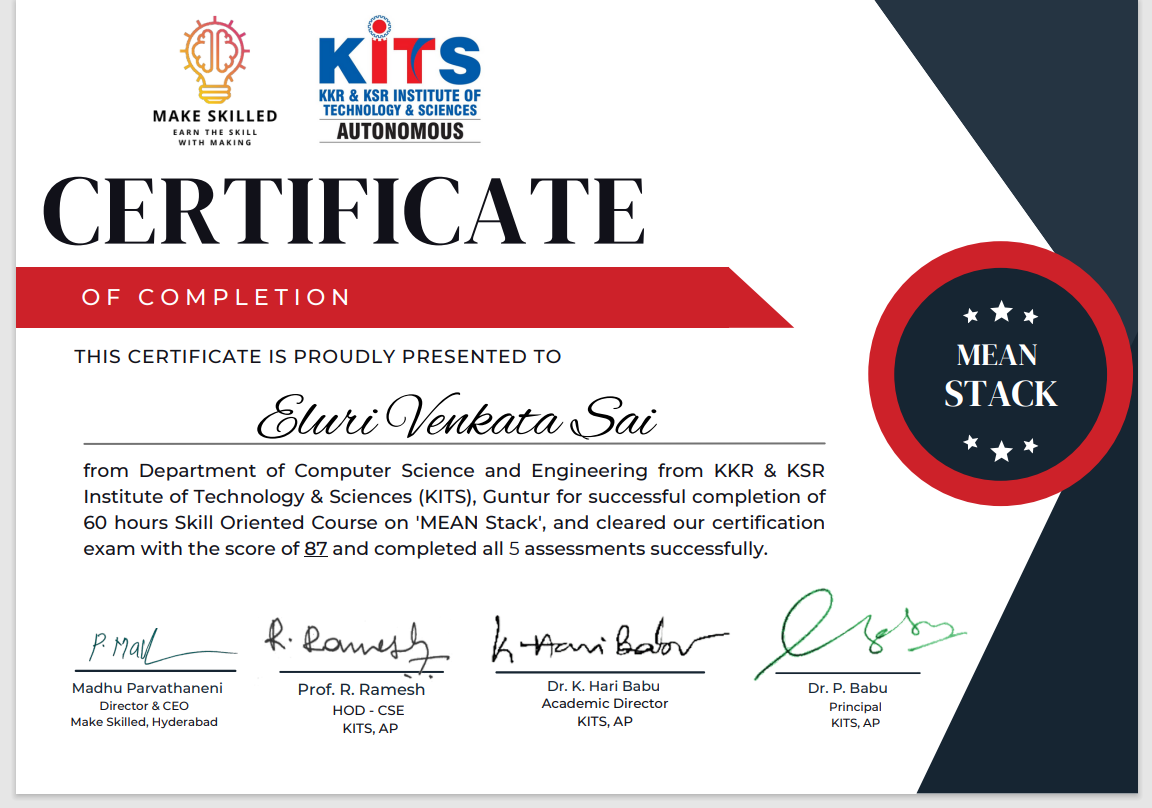 MAKE SKILLED
EARN THE SKILL
WITH MAKING
KiTS
KKR & KSR INSTITUTE OF
TECHNOLOGY & SCIENCES
AUTONOMOUS
CERTIFICATE
OF COMPLETION
THIS CERTIFICATE IS PROUDLY PRESENTED TO
Eluri Venkata Sai
MEAN
STACK
from Department of Computer Science and Engineering from KKR & KSR
Institute of Technology & Sciences (KITS), Guntur for successful completion of
60 hours Skill Oriented Course on 'MEAN Stack', and cleared our certification
exam with the score of 87 and completed all 5 assessments successfully.
R. Ramesh
K Hari Babu
Madhu Parvathaneni
Director & CEO
Make Skilled, Hyderabad
Prof. R. Ramesh
HOD - CSE
KITS, AP
Dr. K. Hari Babu
Academic Director
KITS, AP
Dr. P. Babu
Principal
KITS, AP